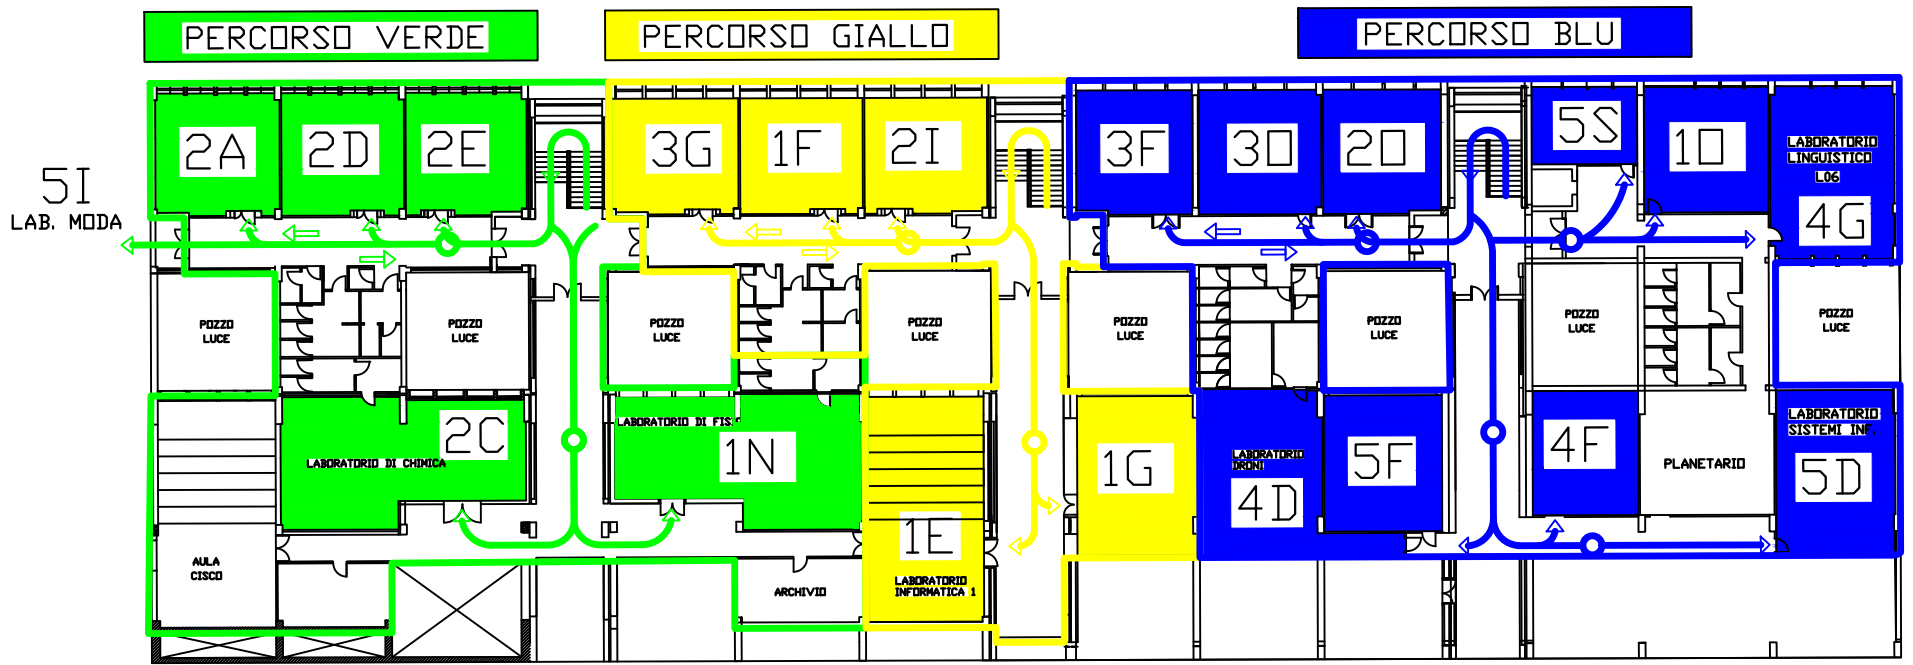 PERCORSO VERDE
PERCORSO GIALLO
PERCORSO BLU
2A
2D
2E
3G
1F
2I
3F
30
20
5S
10
LABORATORIO
LINGUISTICO
L06
4G
5I
LAB. MODA
POZZO
LUCE
POZZO
LUCE
POZZO
LUCE
POZZO
LUCE
POZZO
LUCE
POZZO
LUCE
POZZO
LUCE
POZZO
LUCE
2C
LABORATORIO DI CHIMICA
LABORATORIO DI FIS.
1N
1E
LABORATORIO
INFORMATICA 1
1G
LABORATORIO
DRONI
4D
5F
4F
PLANETARIO
LABORATORIO
SISTEMI INF.
5D
AULA
CISCO
ARCHIVIO